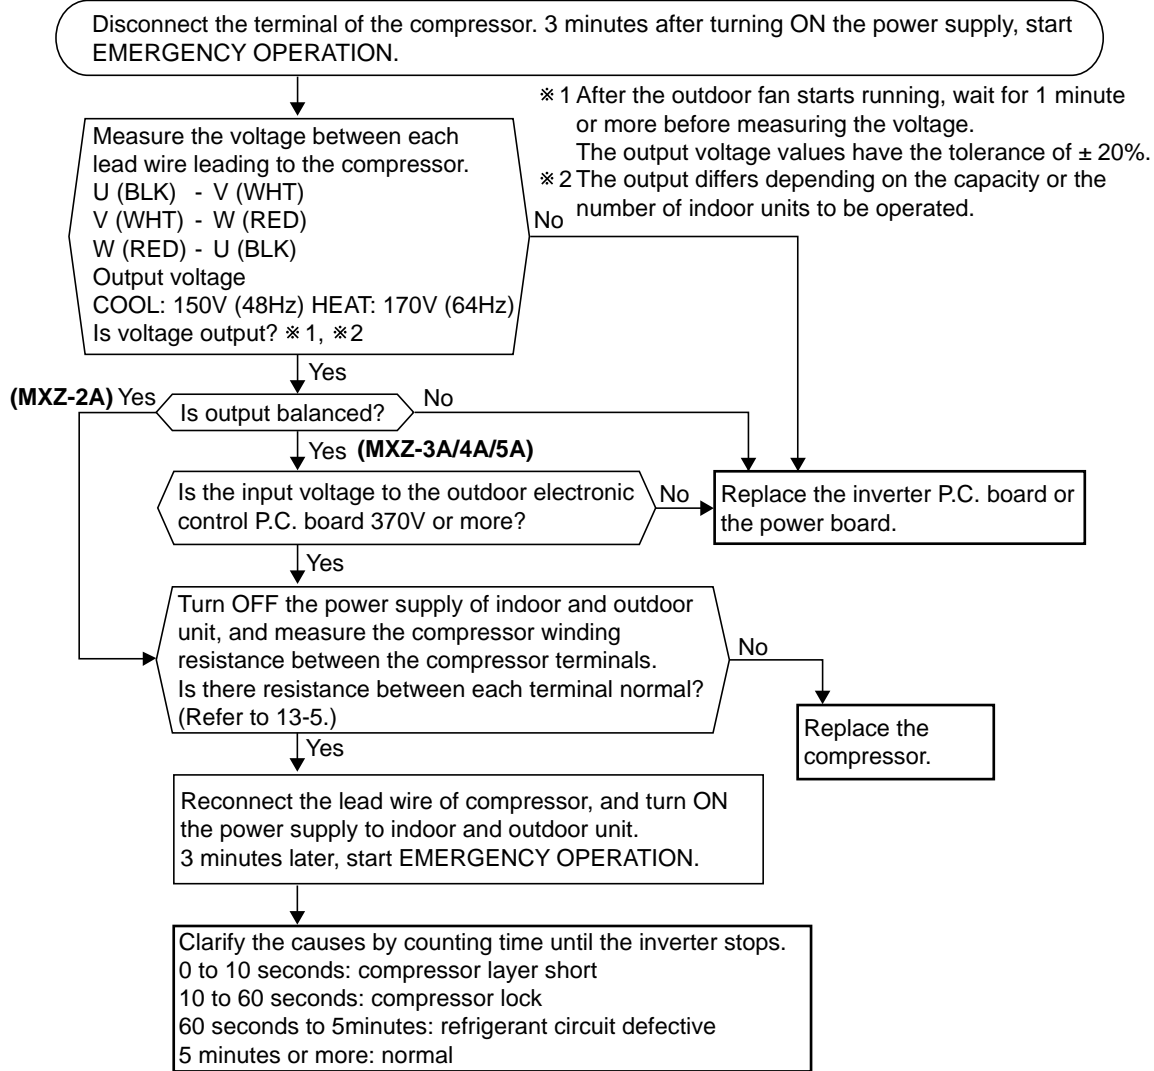 Disconnect the terminal of the compressor. 3 minutes after turning ON the power supply, start
EMERGENCY OPERATION.
※1 After the outdoor fan starts running, wait for 1 minute
or more before measuring the voltage.
The output voltage values have the tolerance of ± 20%.
※2 The output differs depending on the capacity or the
number of indoor units to be operated.
Measure the voltage between each
lead wire leading to the compressor.
U (BLK) - V (WHT)
V (WHT) - W (RED)
W (RED) - U (BLK)
Output voltage
COOL: 150V (48Hz) HEAT: 170V (64Hz)
Is voltage output? ※1, ※2
No
Yes
(MXZ-2A) Yes
Is output balanced?
No
Yes (MXZ-3A/4A/5A)
Is the input voltage to the outdoor electronic
control P.C. board 370V or more?
No
Replace the inverter P.C. board or
the power board.
Yes
Turn OFF the power supply of indoor and outdoor
unit, and measure the compressor winding
resistance between the compressor terminals.
Is there resistance between each terminal normal?
(Refer to 13-5.)
No
Replace the
compressor.
Yes
Reconnect the lead wire of compressor, and turn ON
the power supply to indoor and outdoor unit.
3 minutes later, start EMERGENCY OPERATION.
Clarify the causes by counting time until the inverter stops.
0 to 10 seconds: compressor layer short
10 to 60 seconds: compressor lock
60 seconds to 5minutes: refrigerant circuit defective
5 minutes or more: normal